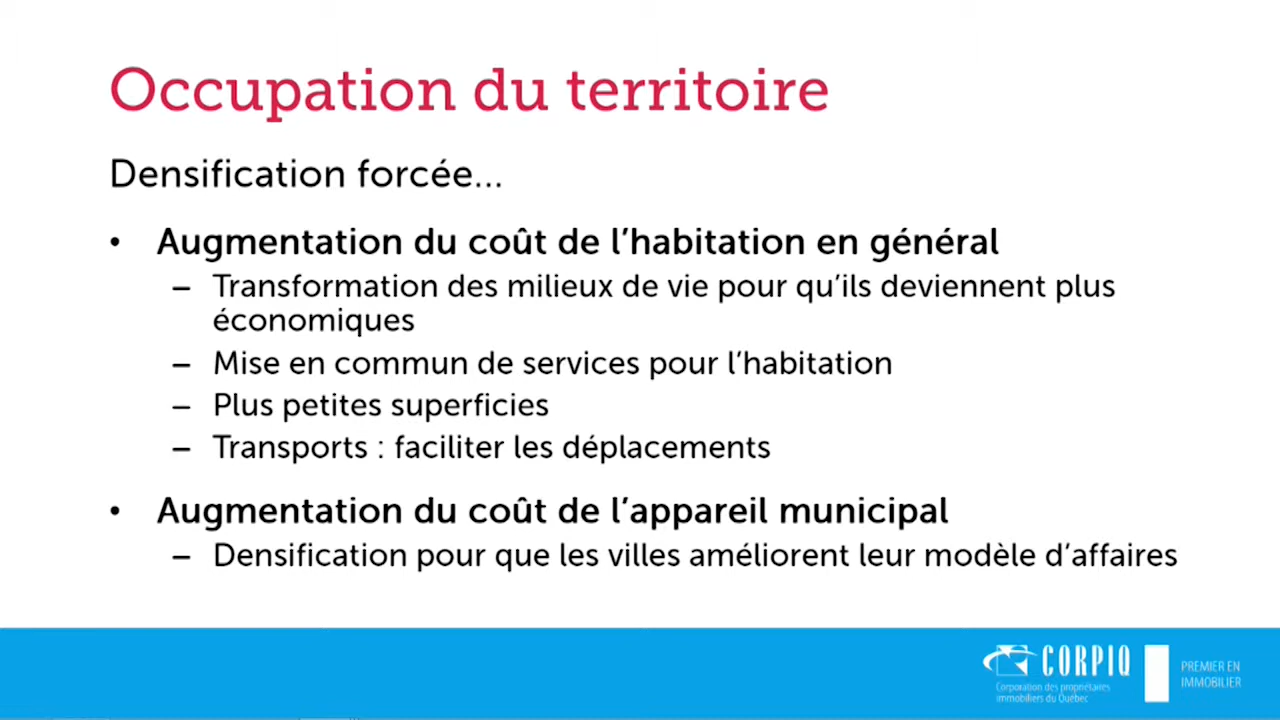 Occupation du territoire
Densification forcée...
• Augmentation du coût de l’habitation en général
– Transformation des milieux de vie pour qu’ils deviennent plus
économiques
– Mise en commun de services pour l’habitation
– Plus petites superficies
– Transports : faciliter les déplacements
• Augmentation du coût de l’appareil municipal
– Densification pour que les villes améliorent leur modèle d’affaires
CORPIQ
Corporation des propriétaires
immobiliers du Québec
PREMIER EN
IMMOBILIER